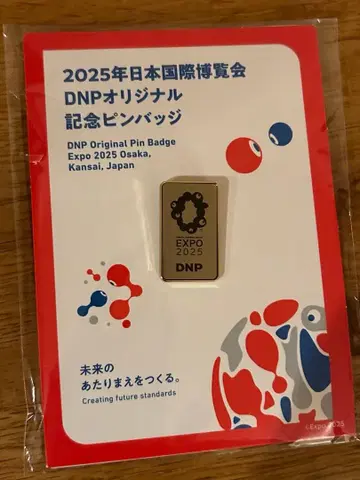 2025年日本国際博覧会
DNPオリジナル
記念ピンバッジ
DNP Original Pin Badge
Expo 2025 Osaka,
Kansai, Japan
EXPO
2025
DNP
未来の
あたりまえをつくる。
Creating future standards
©Expo 2025